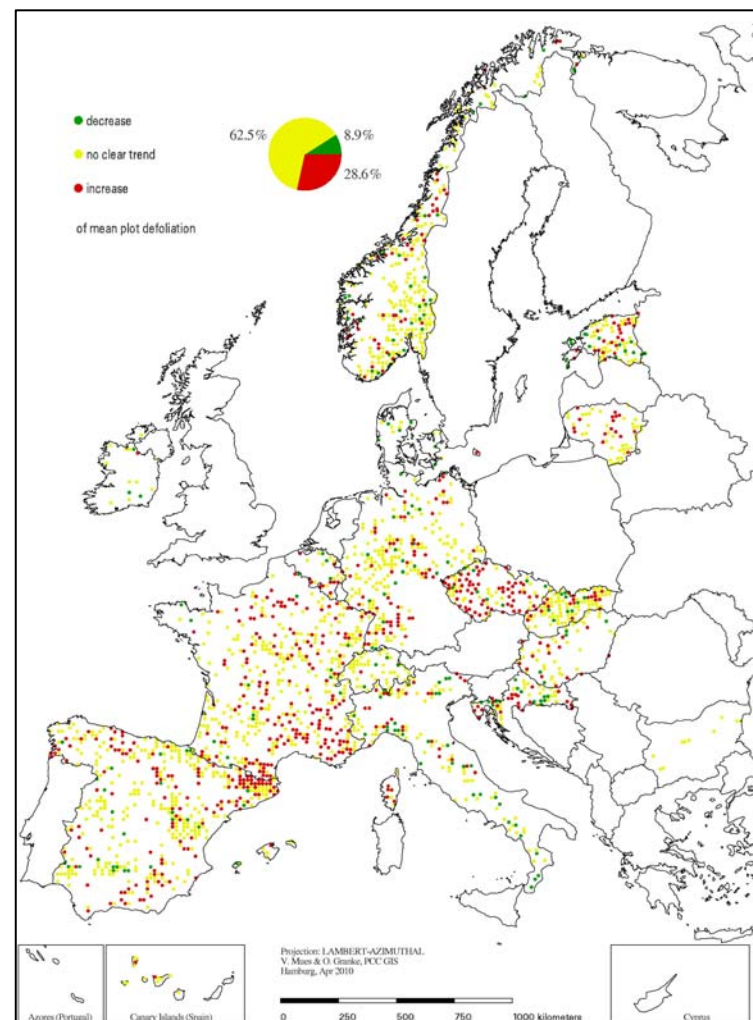 decrease
no clear trend
increase
of mean plot defoliation
62.5%
8.9%
28.6%
Projection: LAMBERT-AZIMUTHAL
V. Mues & O. Granke, PCC GIS
Hamburg, Apr 2010
0 250 500 750 1000 kilometers
Azores (Portugal)
Canary Islands (Spain)
Cyprus